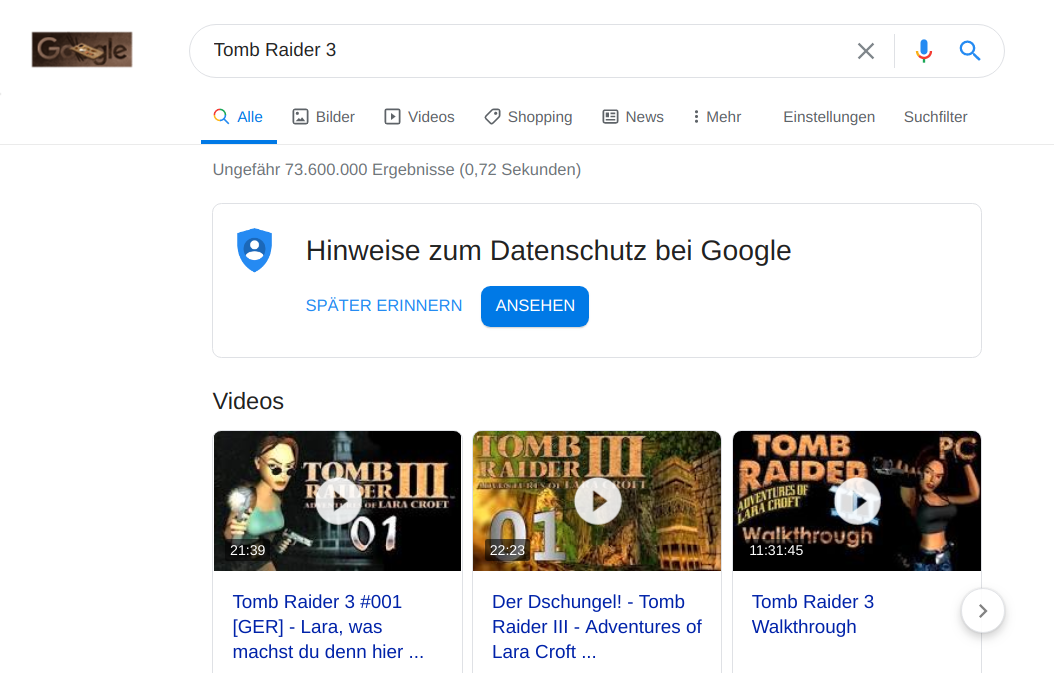 Google
Tomb Raider 3
Alle Bilder Videos Shopping News Mehr Einstellungen Suchfilter
Ungefähr 73.600.000 Ergebnisse (0,72 Sekunden)
Hinweise zum Datenschutz bei Google
SPÄTER ERINNERN ANSEHEN
Videos
TOMB III
RAIDER
ADVENTURES OF LARA CROFT
01
21:39
TOMB III
RAIDER
ADVENTURES OF LARA CROFT
01
22:23
TOMB PC
RAIDER
ADVENTURES OF
LARA CROFT
Walkthrough
11:31:45
Tomb Raider 3 #001
[GER] - Lara, was
machst du denn hier ...
Der Dschungel! - Tomb
Raider III - Adventures of
Lara Croft ...
Tomb Raider 3
Walkthrough